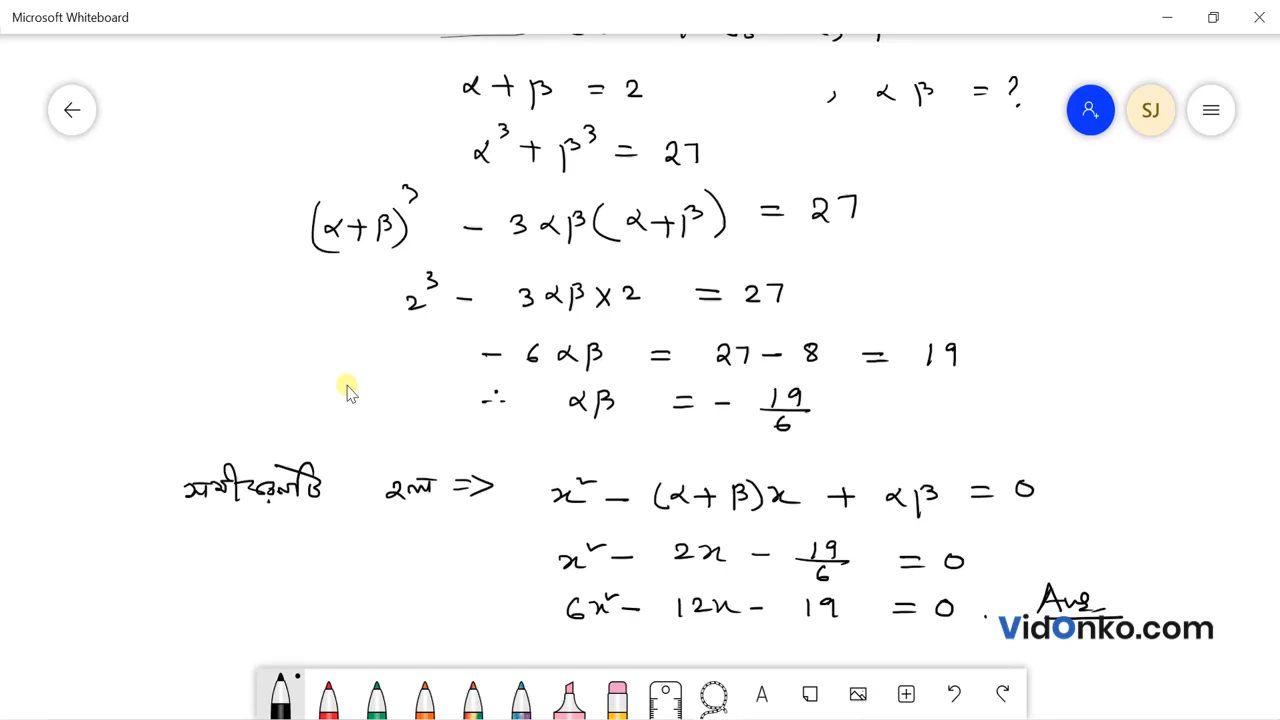 Microsoft Whiteboard
α + β = 2 , α β = ?
SJ
α³ + β³ = 27
(α+β)³ - 3αβ(α+β) = 27
2³ - 3αβ×2 = 27
- 6αβ = 27 - 8 = 19
∴ αβ = - 19/6
সমীকরণটি হল => x² - (α+β)x + αβ = 0
x² - 2x - 19/6 = 0
6x² - 12x - 19 = 0. Ans
VidOnko.com